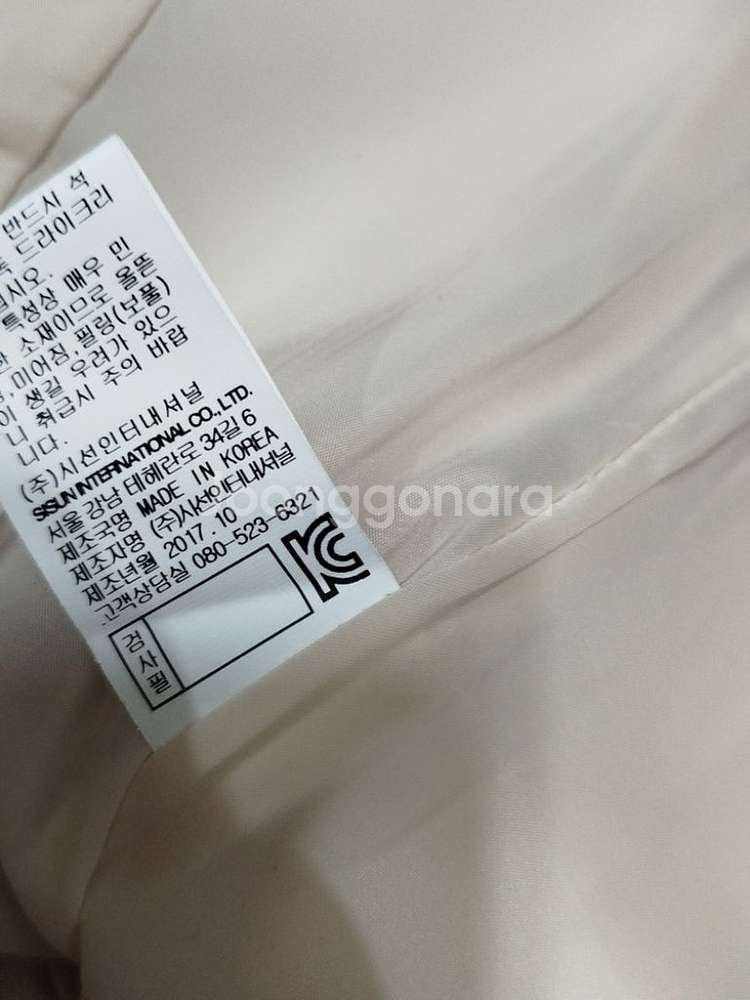 반드시 석
드라이크리
시오.
특성상 매우 민
소재이므로 올뜯
미어짐,필링(보풀)
이 생길 우려가 있으
니 취급시 주의 바랍
니다.
(주)시선인터내셔널
SISUN INTERNATIONAL CO.,LTD.
서울 강남 테헤란로 34길 6
제조국명 MADE IN KOREA
제조자명 (주)시선인터내셔널
제조년월 2017.10
고객상담실 080-523-6321
검사필
joonggonara